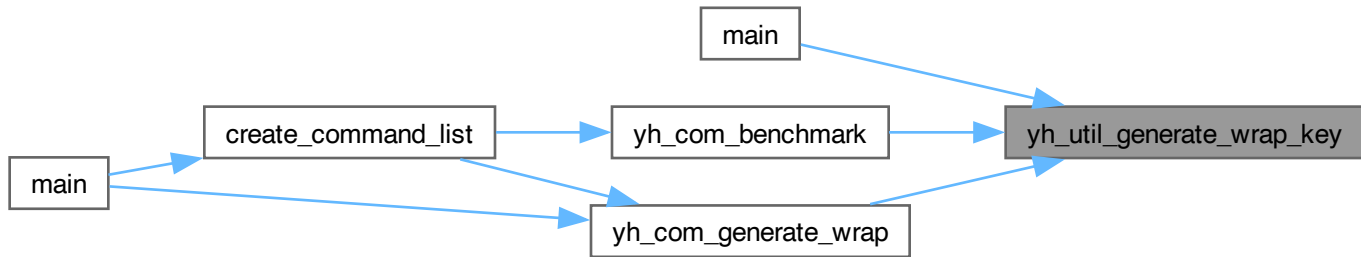 main
create_command_list
yh_com_benchmark
yh_util_generate_wrap_key
main
yh_com_generate_wrap